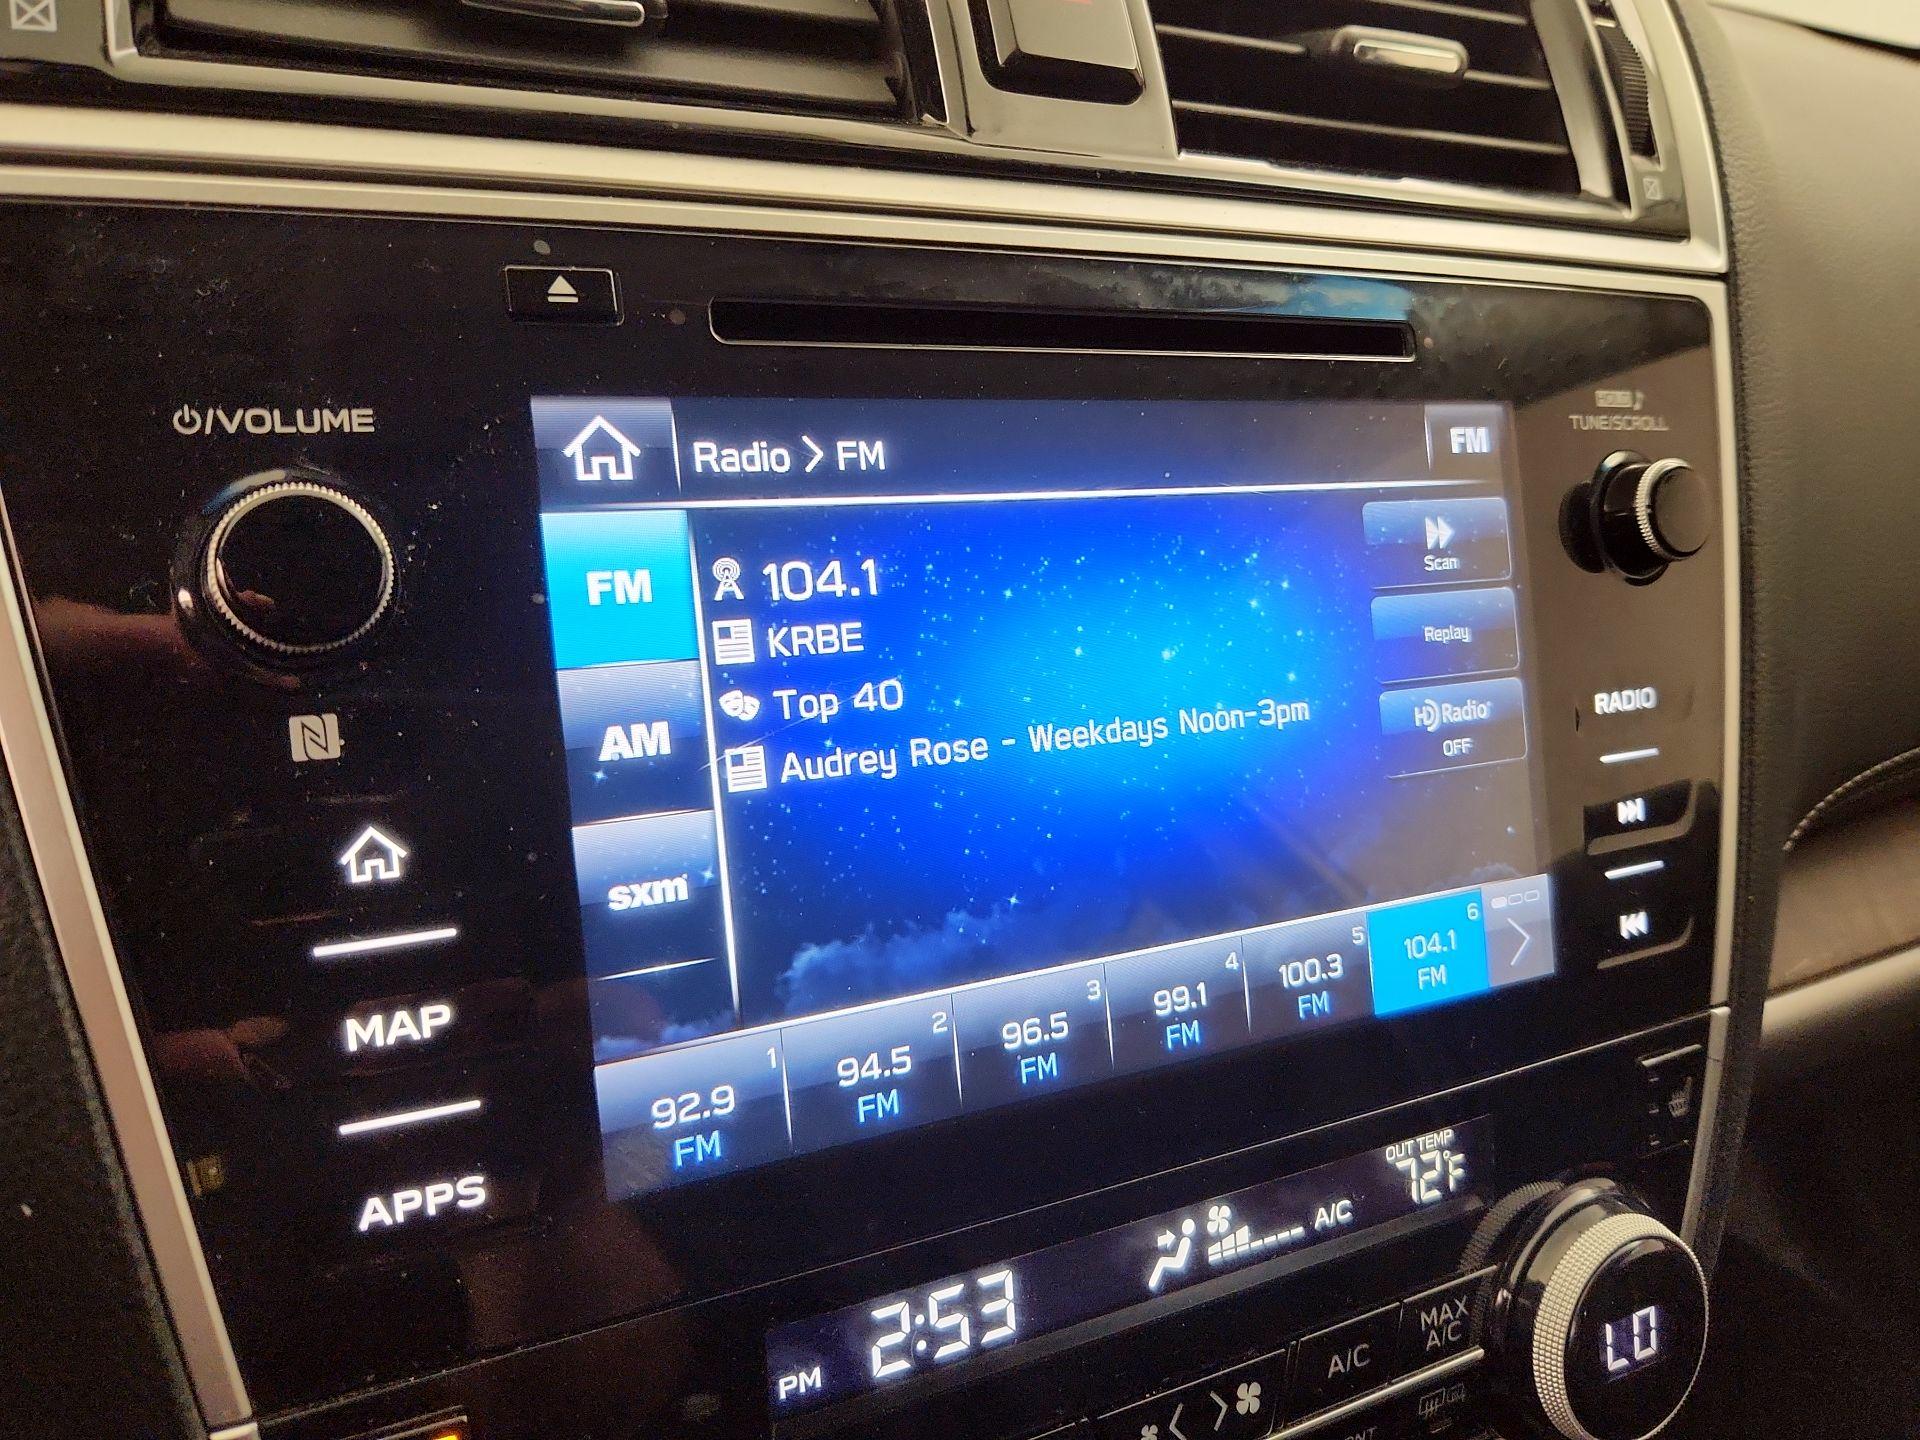 ⏻/VOLUME
HOLD ♪
TUNE/SCROLL
Radio > FM
FM
FM
104.1
KRBE
Top 40
Audrey Rose - Weekdays Noon-3pm
Scan
Replay
HD Radio
OFF
AM
sxm
RADIO
MAP
APPS
1
92.9
FM
2
94.5
FM
3
96.5
FM
4
99.1
FM
5
100.3
FM
6
104.1
FM
OUT TEMP
72°F
A/C
PM 2:53
A/C
MAX
A/C
LO